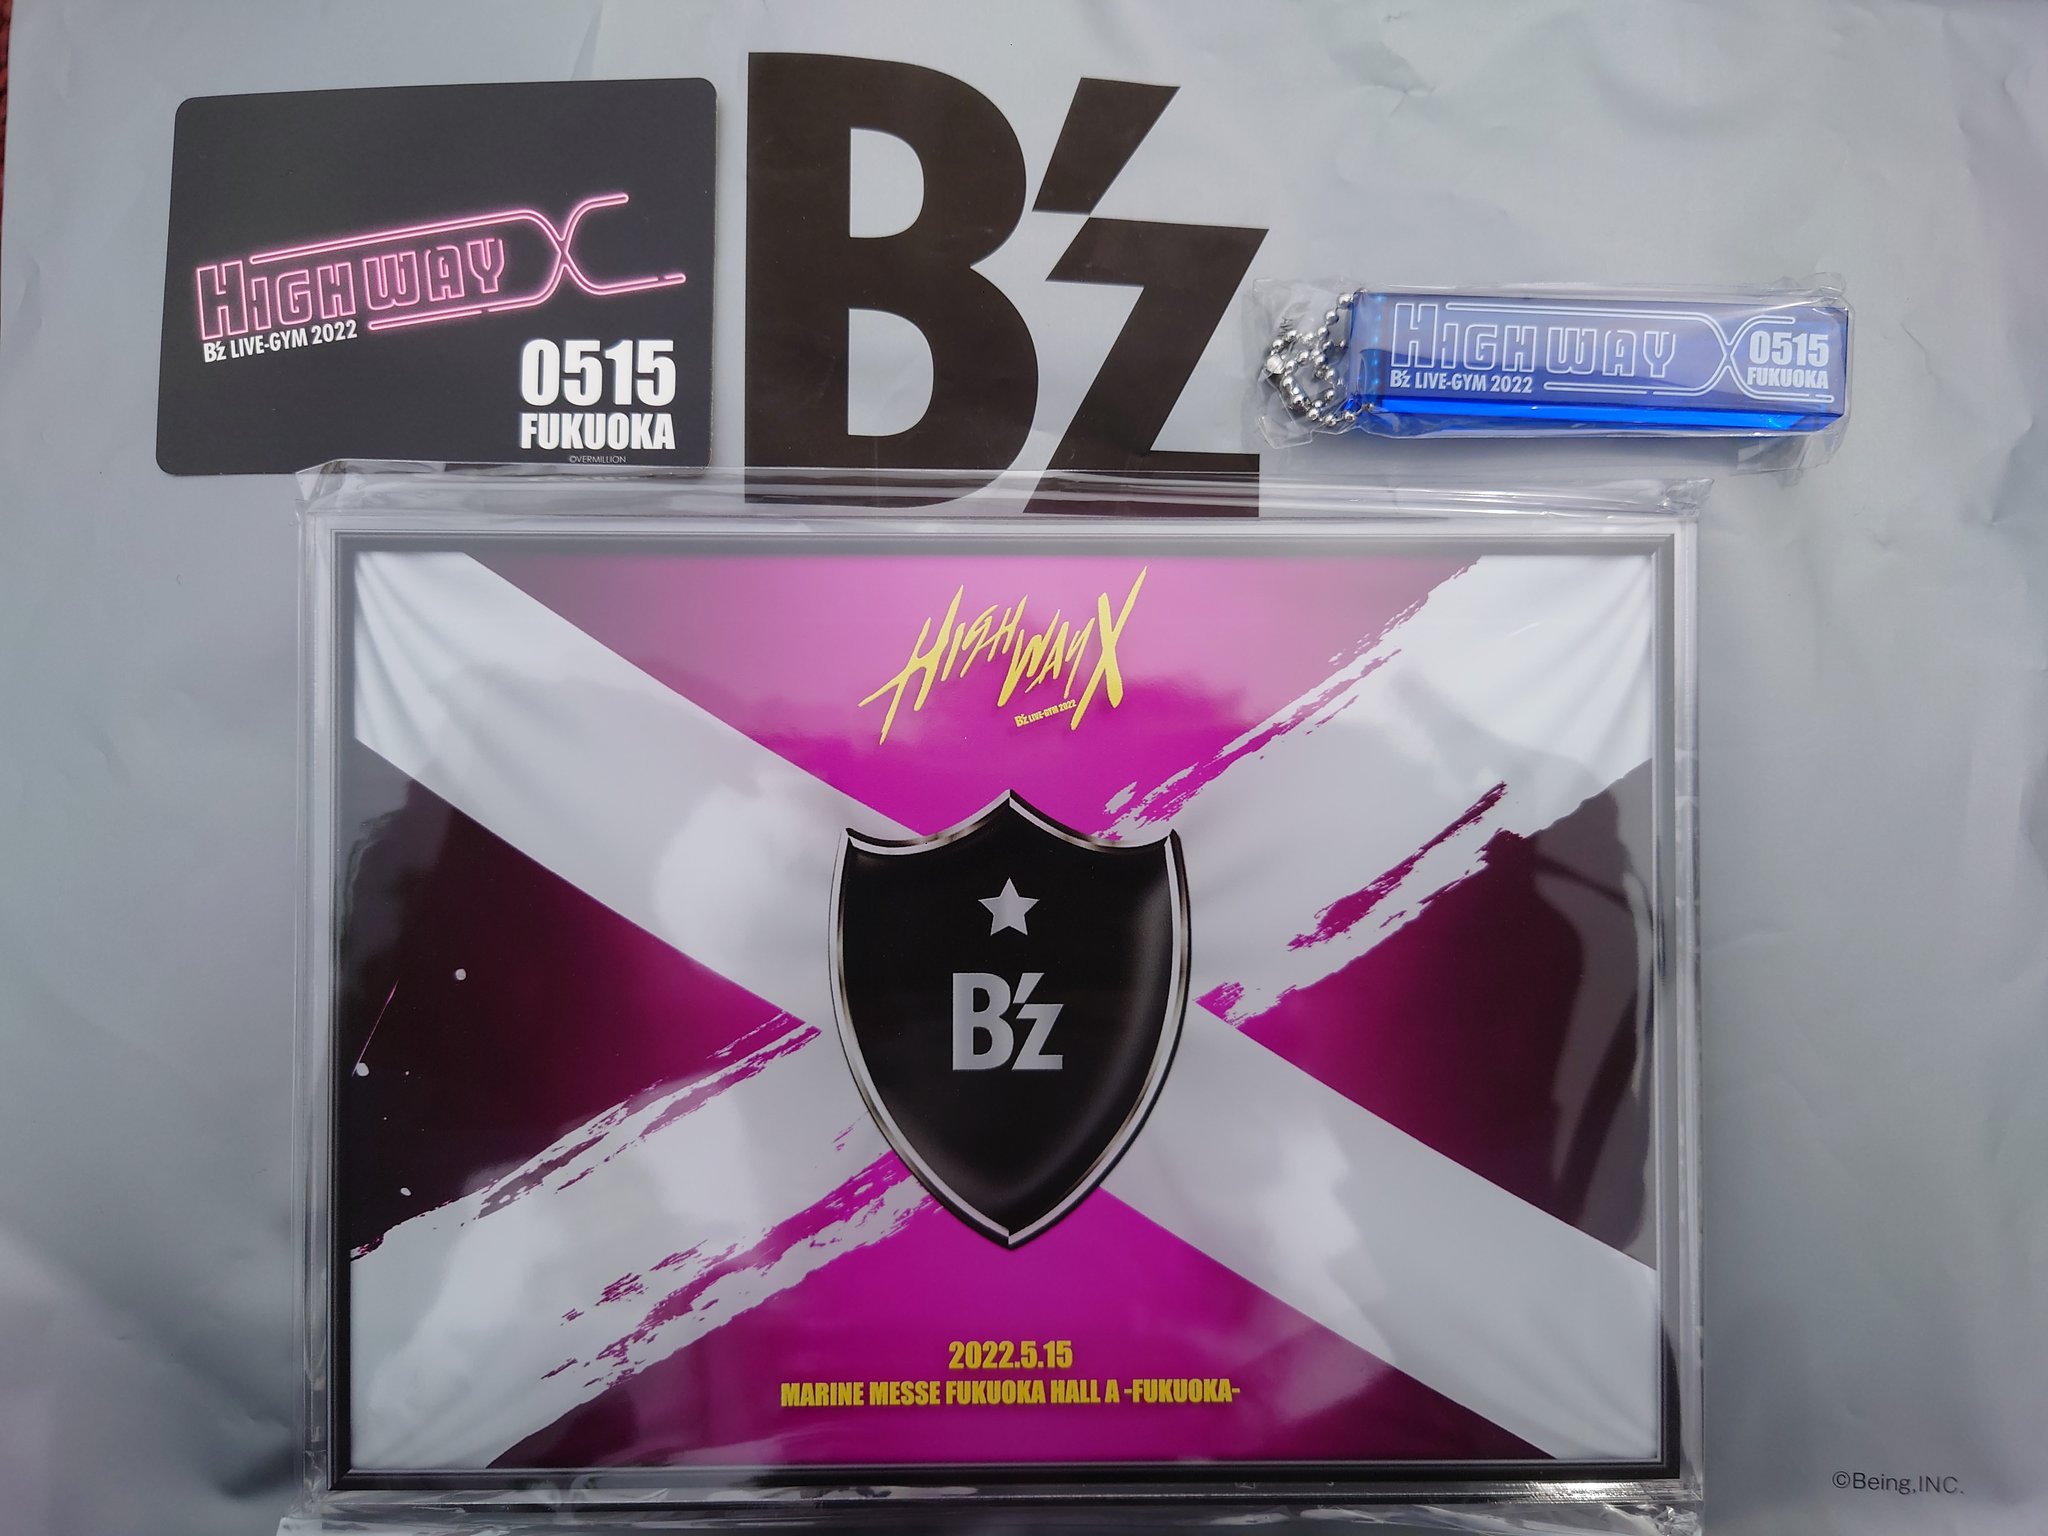 B'z
HIGHWAY X
B'z LIVE-GYM 2022
0515
FUKUOKA
©VERMILLION
HIGHWAY X
B'z LIVE-GYM 2022
0515
FUKUOKA
HIGHWAY X
B'z LIVE-GYM 2022
B'z
2022.5.15
MARINE MESSE FUKUOKA HALL A -FUKUOKA-
©Being,INC.